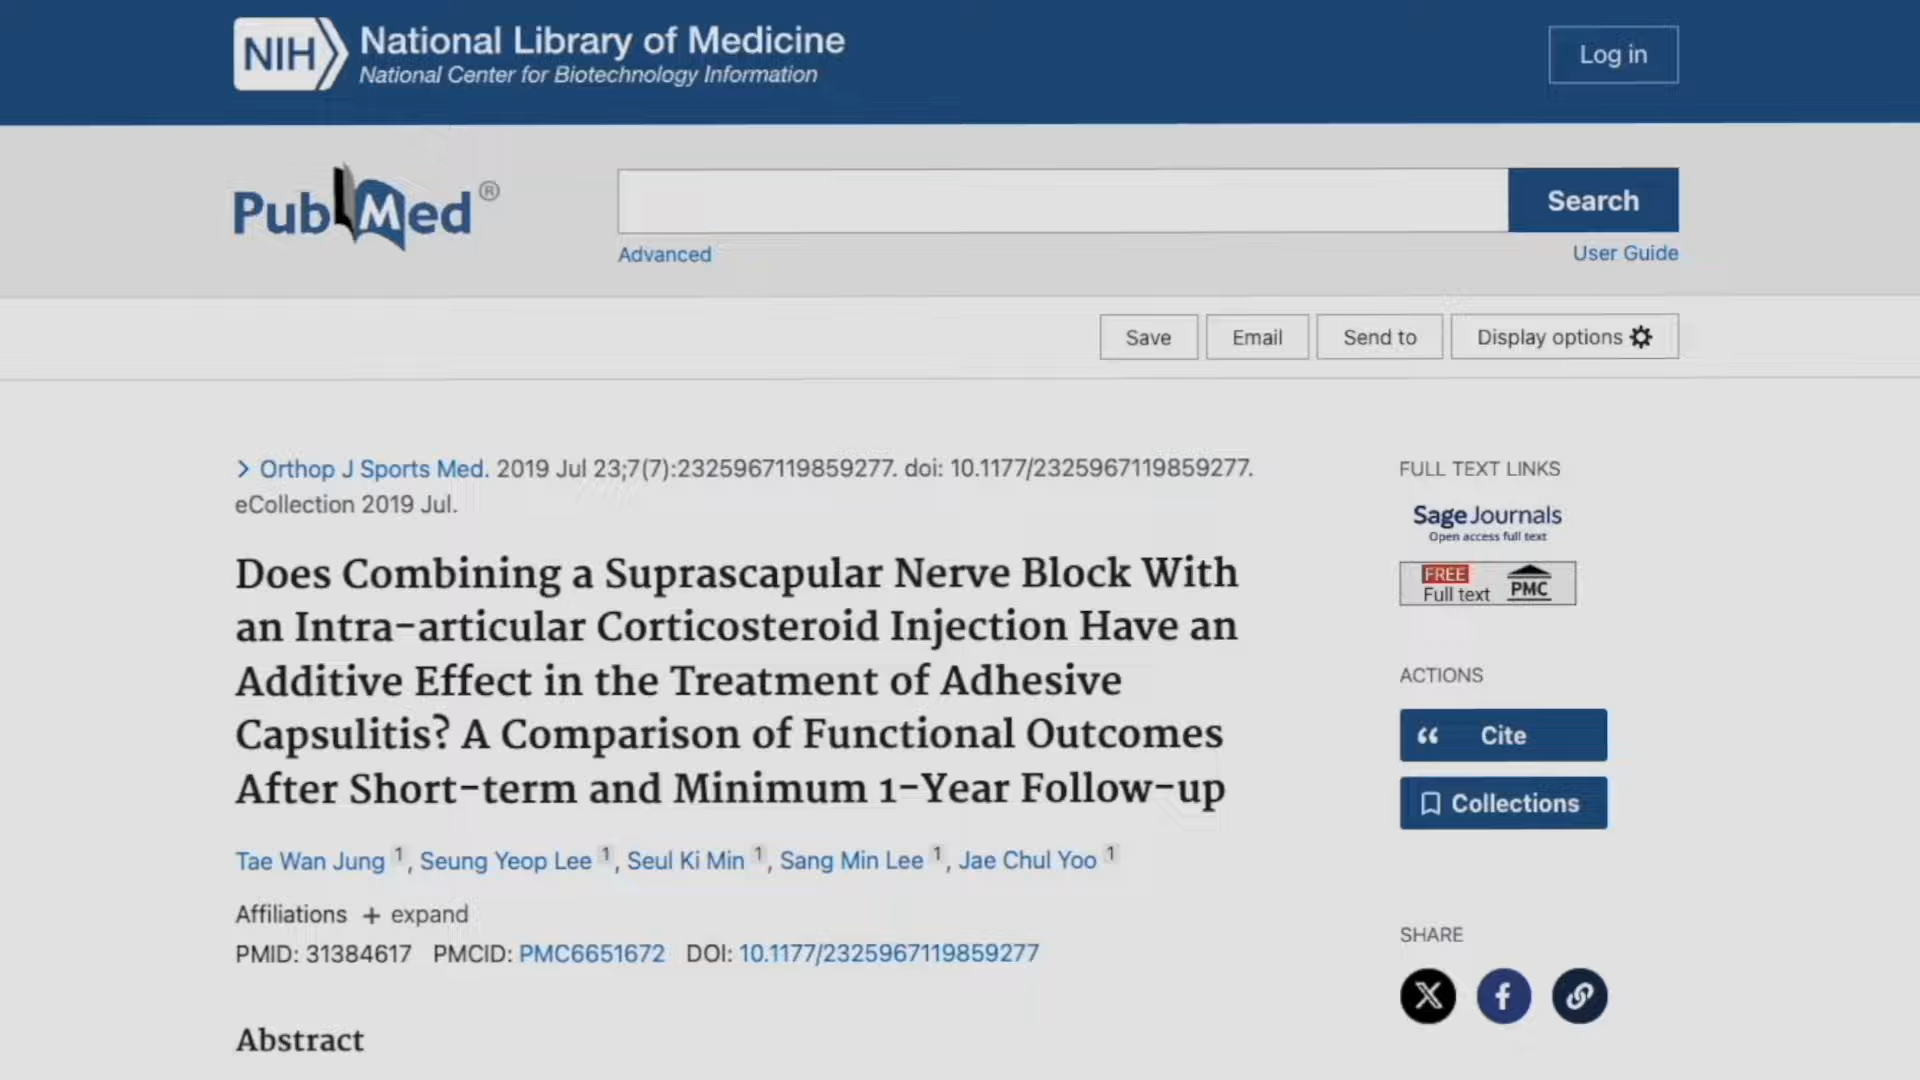 NIH National Library of Medicine
National Center for Biotechnology Information
Log in
PubMed®
Search
Advanced
User Guide
Save
Email
Send to
Display options
Orthop J Sports Med. 2019 Jul 23;7(7):2325967119859277. doi: 10.1177/2325967119859277.
eCollection 2019 Jul.
Does Combining a Suprascapular Nerve Block With
an Intra-articular Corticosteroid Injection Have an
Additive Effect in the Treatment of Adhesive
Capsulitis? A Comparison of Functional Outcomes
After Short-term and Minimum 1-Year Follow-up
Tae Wan Jung 1, Seung Yeop Lee 1, Seul Ki Min 1, Sang Min Lee 1, Jae Chul Yoo 1
Affiliations + expand
PMID: 31384617 PMCID: PMC6651672 DOI: 10.1177/2325967119859277
Abstract
FULL TEXT LINKS
Sage Journals
Open access full text
FREE
Full text PMC
ACTIONS
Cite
Collections
SHARE